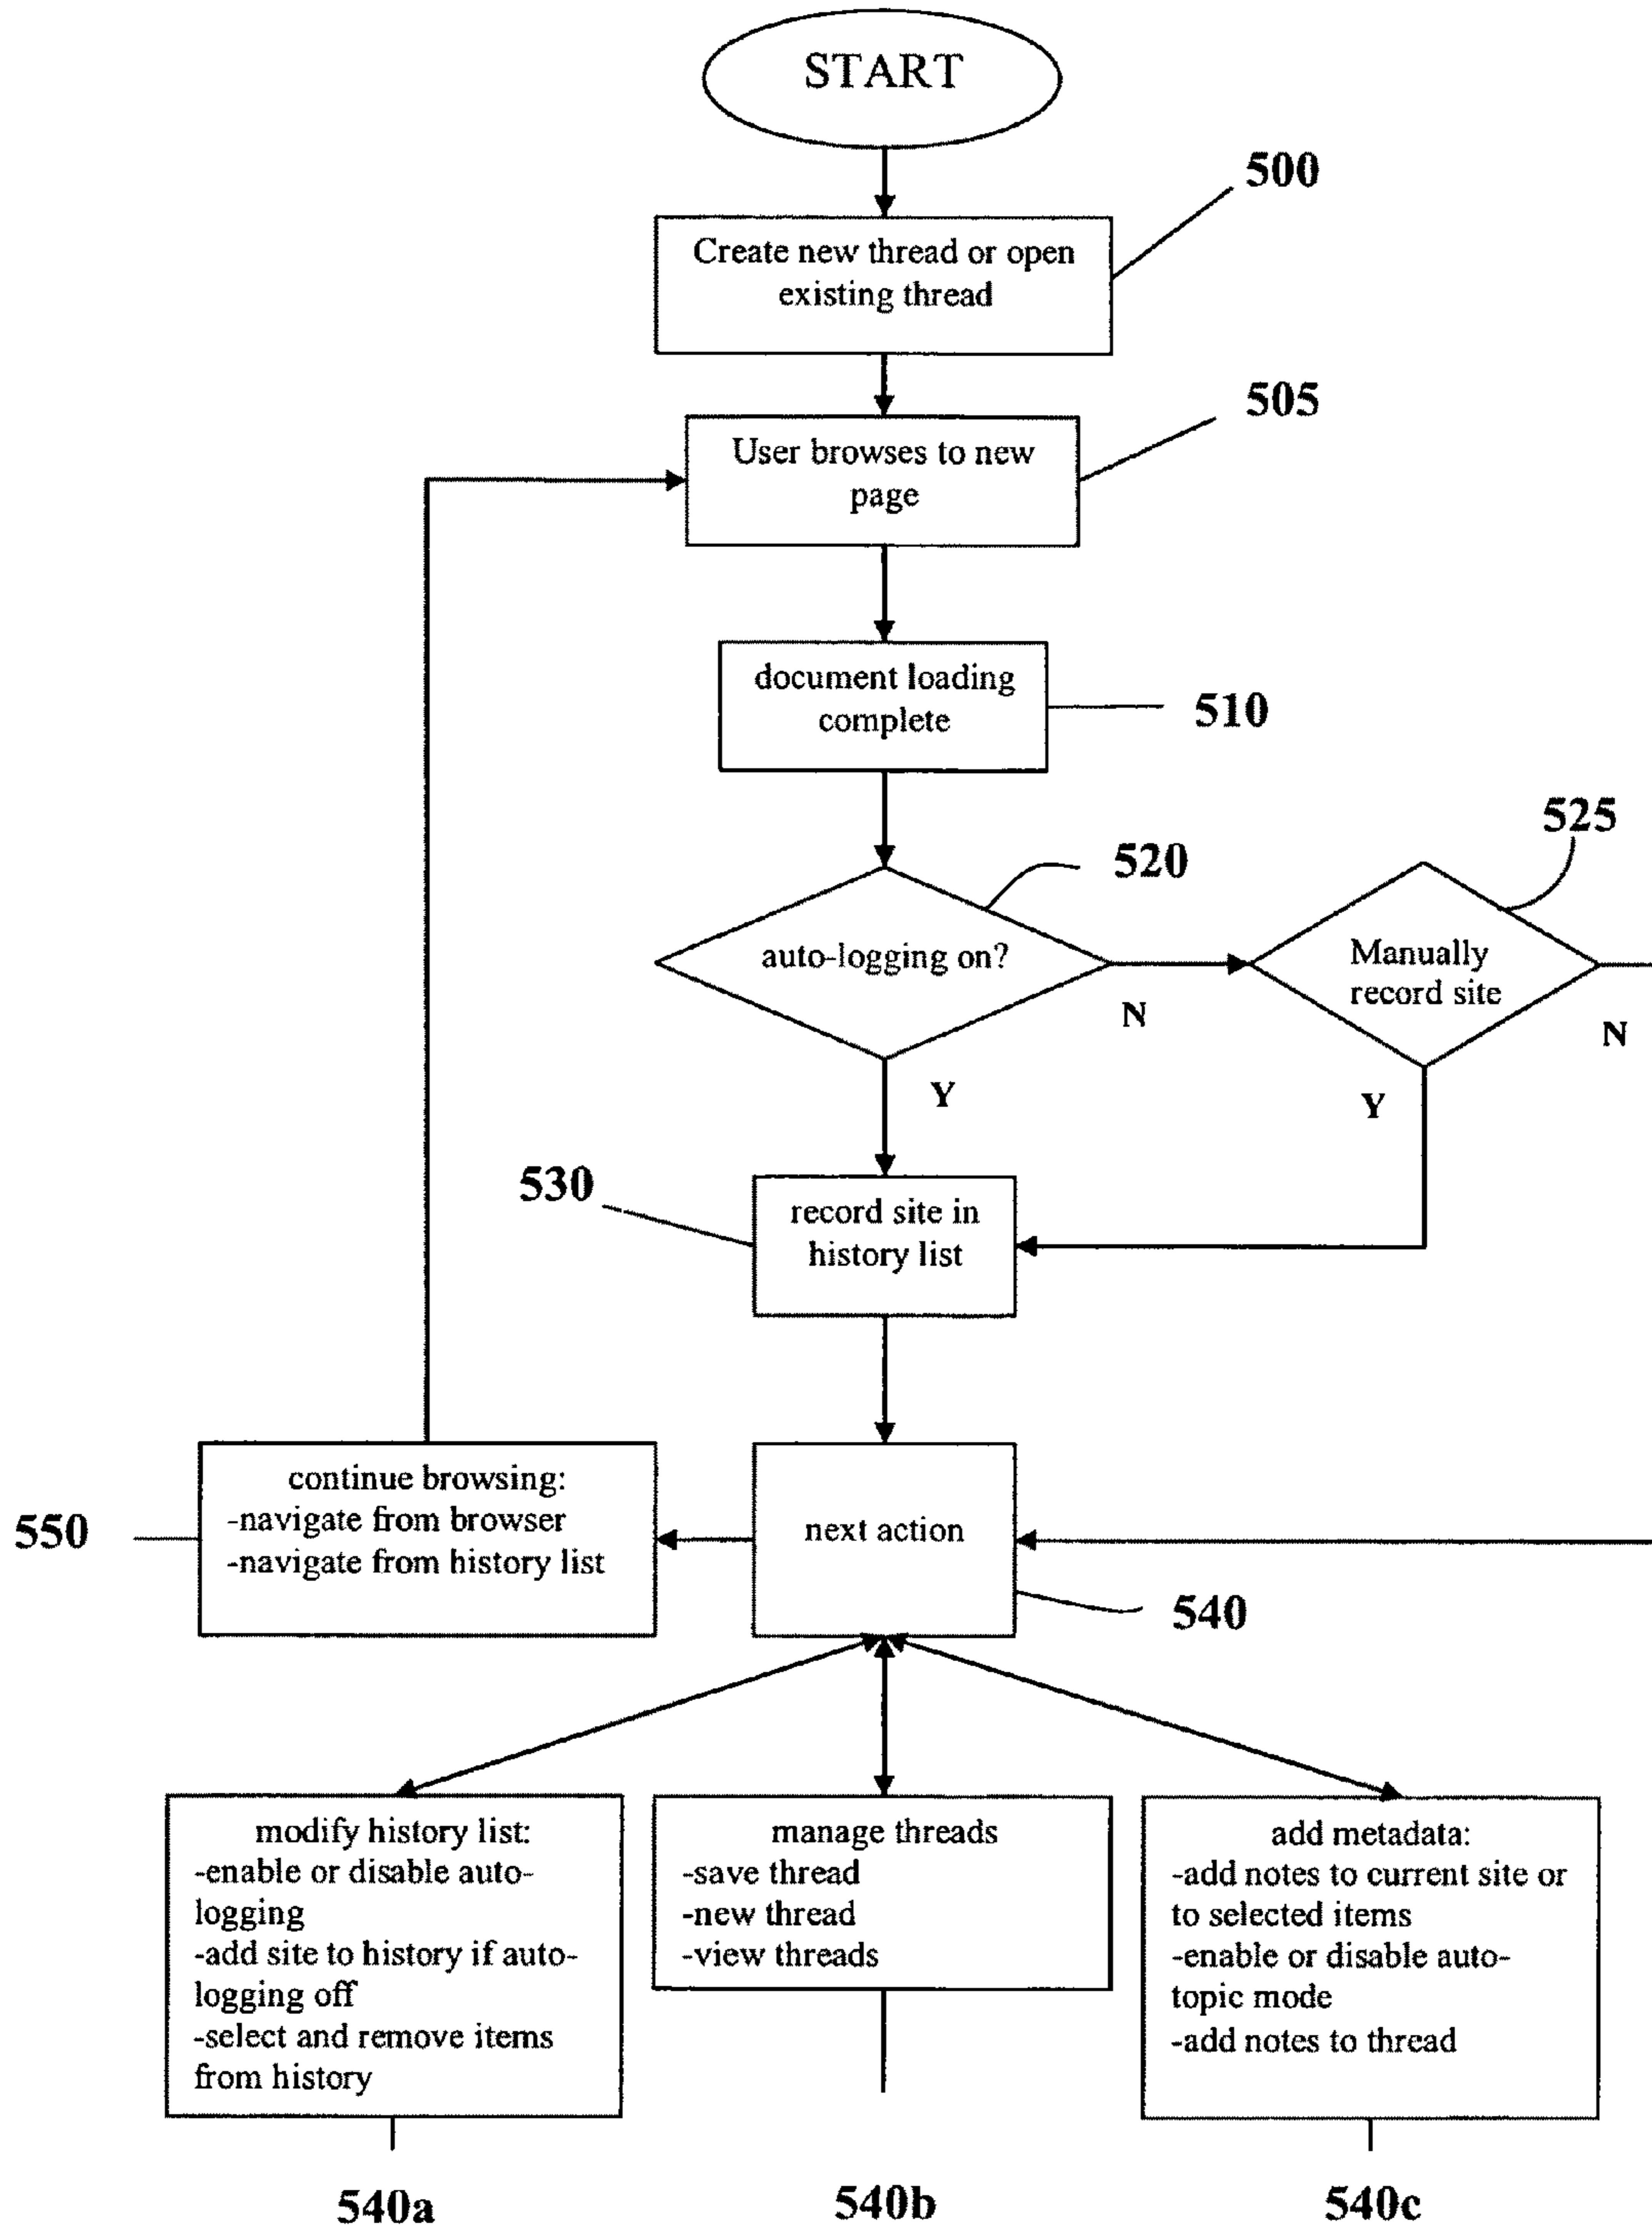 START
500
Create new thread or open
existing thread
505
User browses to new
page
document loading
complete
510
525
520
auto-logging on?
Manually
record site
N
N
Y
Y
530
record site in
history list
continue browsing:
-navigate from browser
-navigate from history list
550
next action
540
modify history list:
-enable or disable auto-
logging
-add site to history if auto-
logging off
-select and remove items
from history
manage threads
-save thread
-new thread
-view threads
add metadata:
-add notes to current site or
to selected items
-enable or disable auto-
topic mode
-add notes to thread
540a
540b
540c